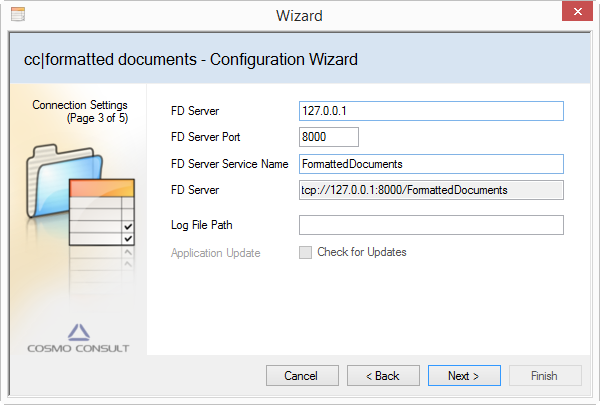 Wizard
cc|formatted documents - Configuration Wizard
Connection Settings
(Page 3 of 5)
FD Server 127.0.0.1
FD Server Port 8000
FD Server Service Name FormattedDocuments
FD Server tcp://127.0.0.1:8000/FormattedDocuments
Log File Path
Application Update Check for Updates
COSMO CONSULT
Cancel < Back Next > Finish